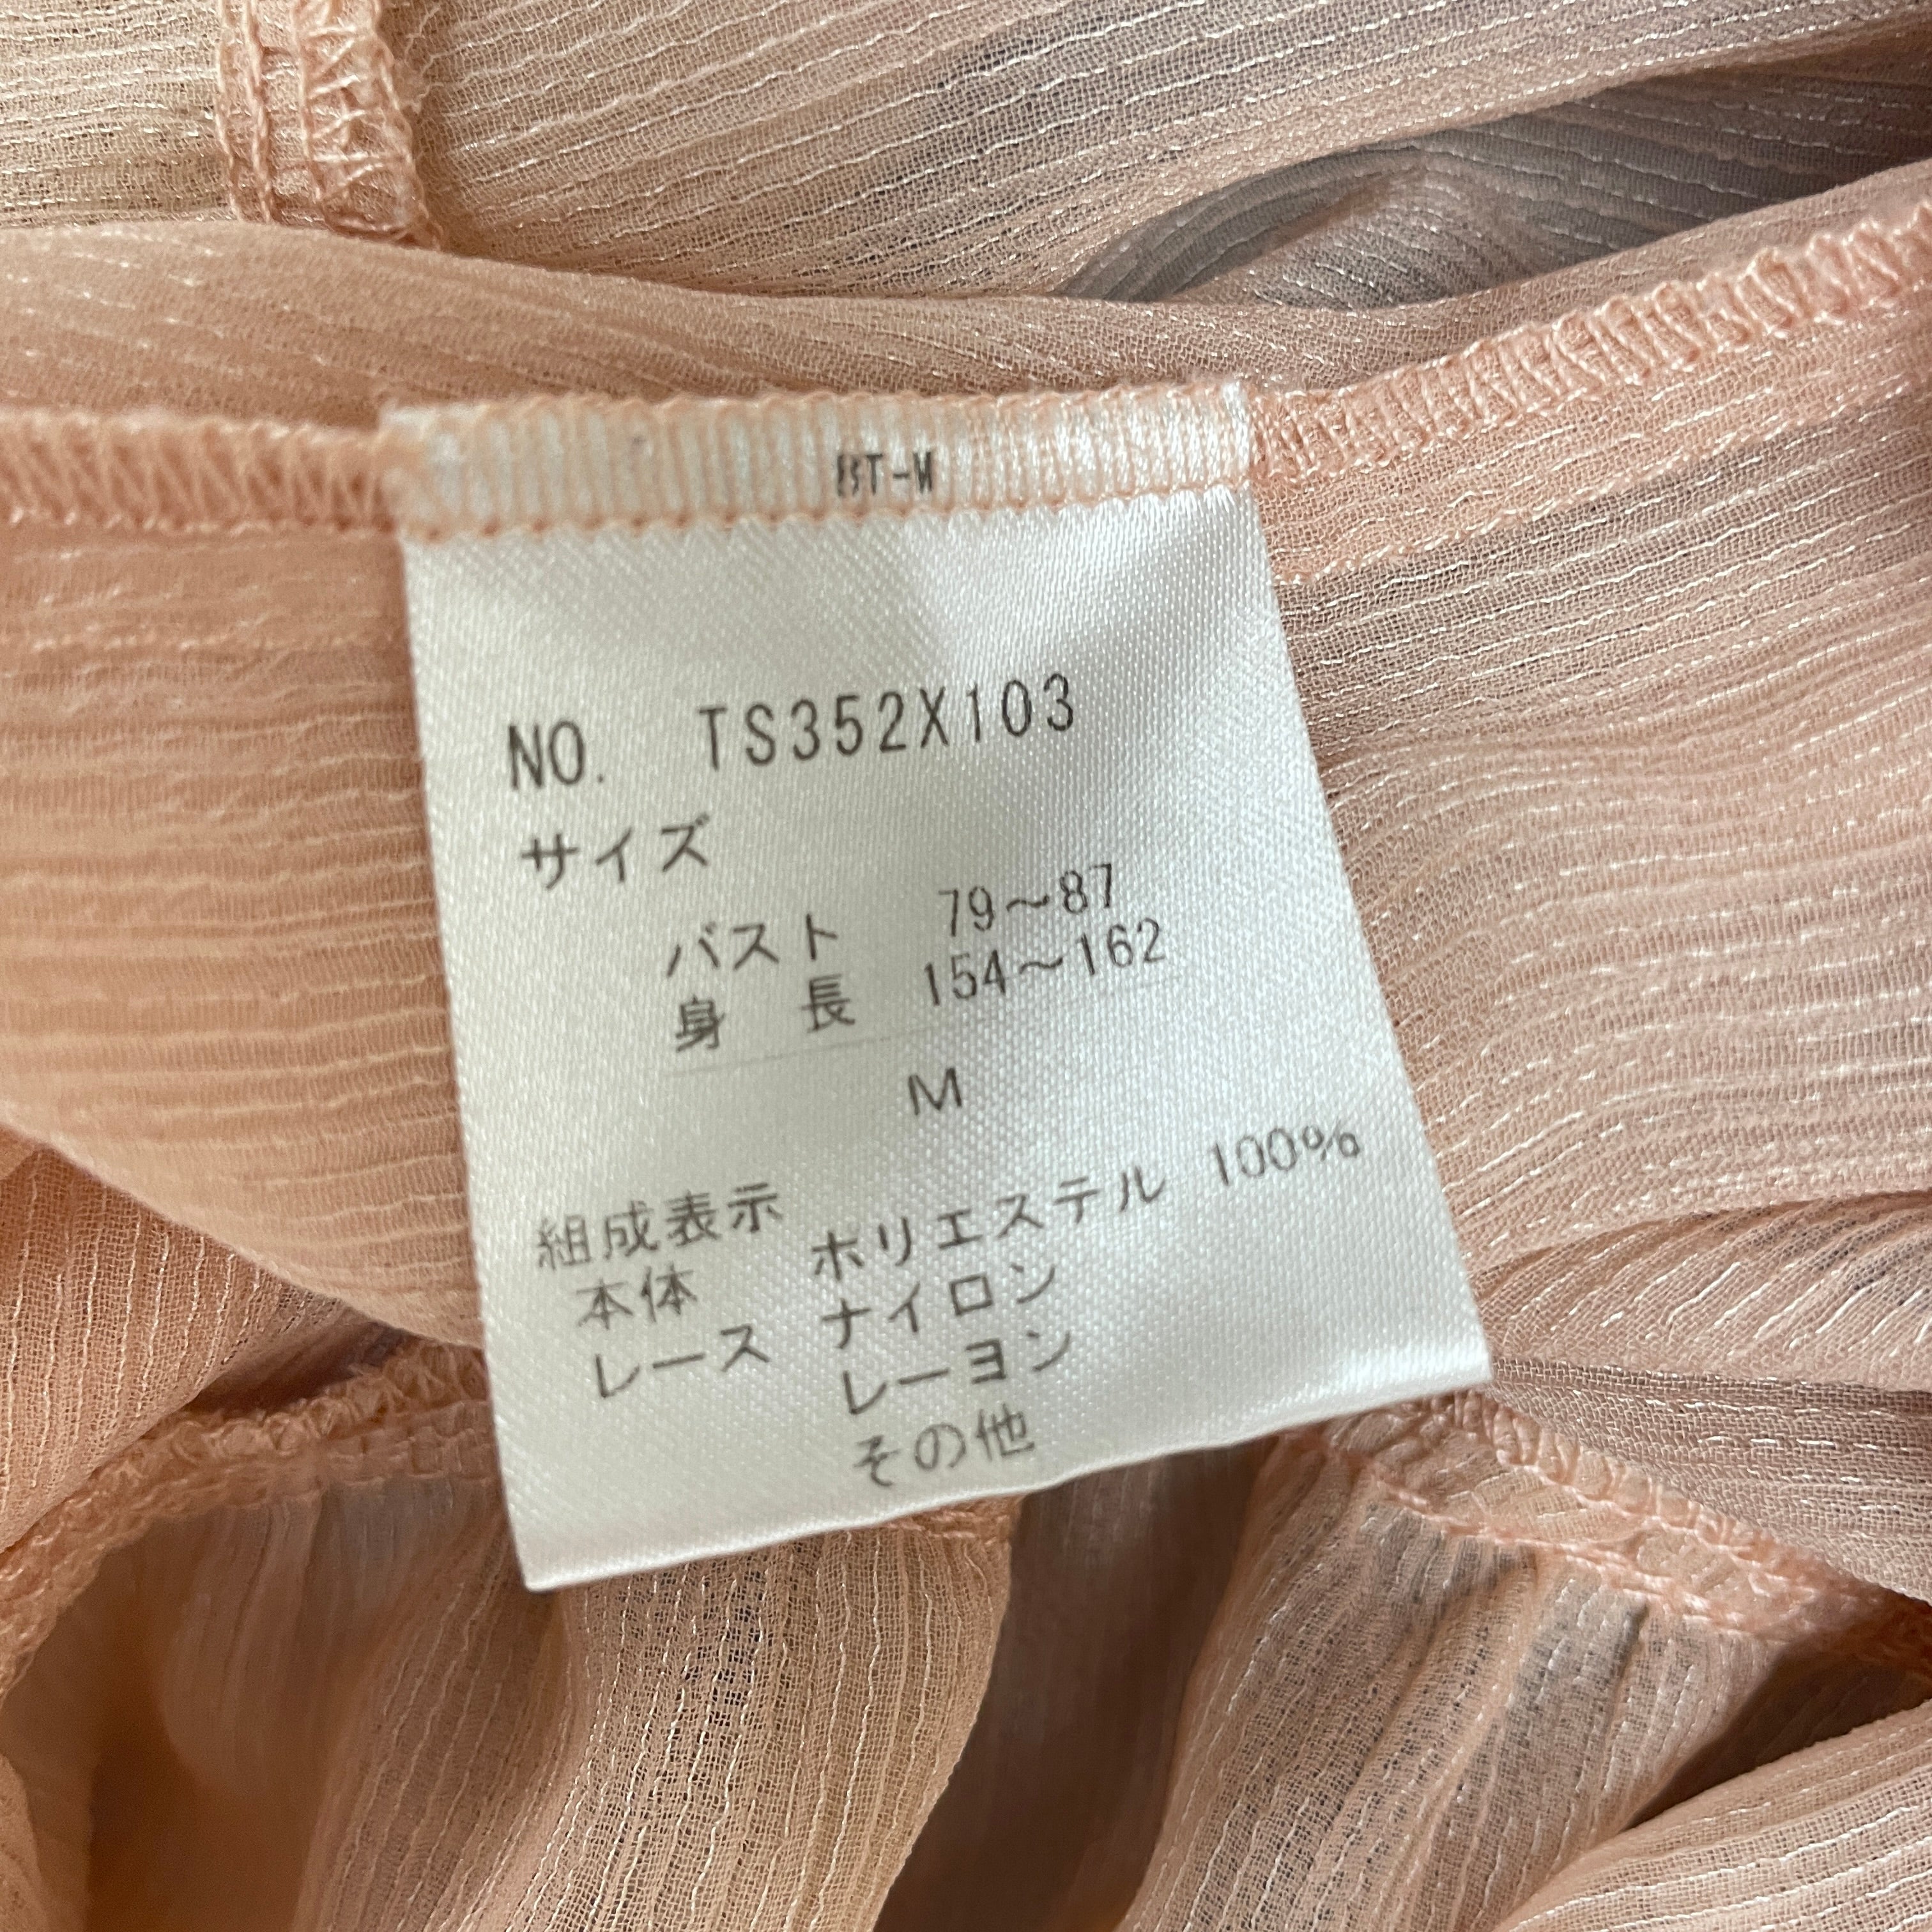 BT-M
NO. TS352X103
サイズ
バスト 79～87
身 長 154～162
M
組成表示
本体 ポリエステル 100%
レース ナイロン
レーヨン
その他